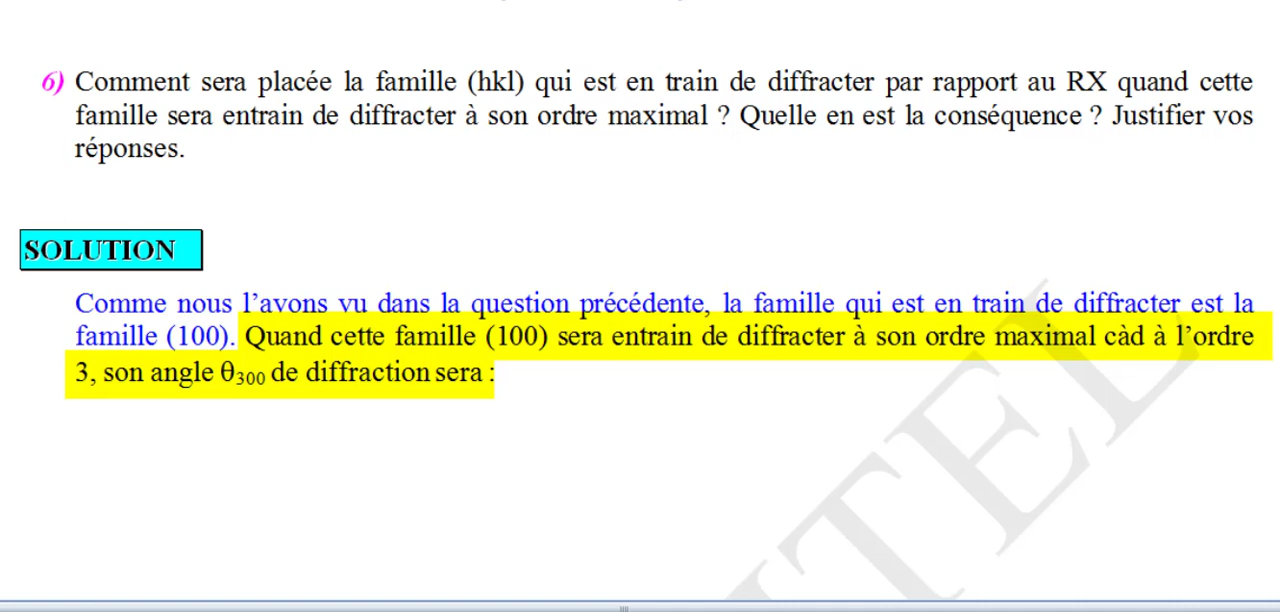 6) Comment sera placée la famille (hkl) qui est en train de diffracter par rapport au RX quand cette
famille sera entrain de diffracter à son ordre maximal ? Quelle en est la conséquence ? Justifier vos
réponses.
SOLUTION
Comme nous l’avons vu dans la question précédente, la famille qui est en train de diffracter est la
famille (100). Quand cette famille (100) sera entrain de diffracter à son ordre maximal càd à l’ordre
3, son angle θ₃₀₀ de diffraction sera :